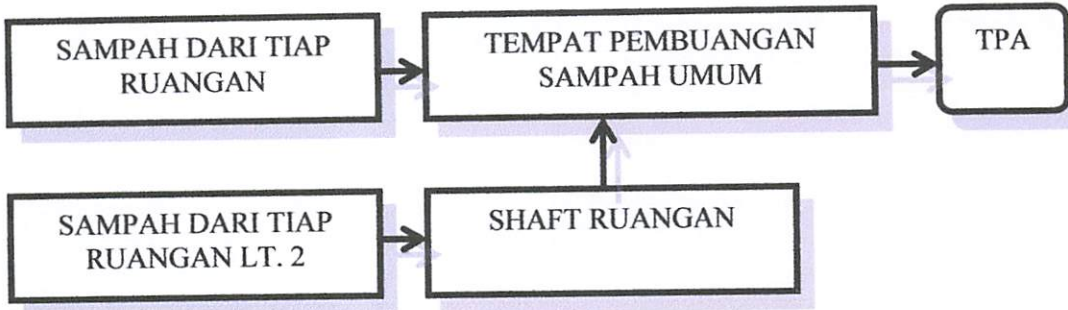 SAMPAH DARI TIAP
RUANGAN
TEMPAT PEMBUANGAN
SAMPAH UMUM
TPA
SAMPAH DARI TIAP
RUANGAN LT. 2
SHAFT RUANGAN